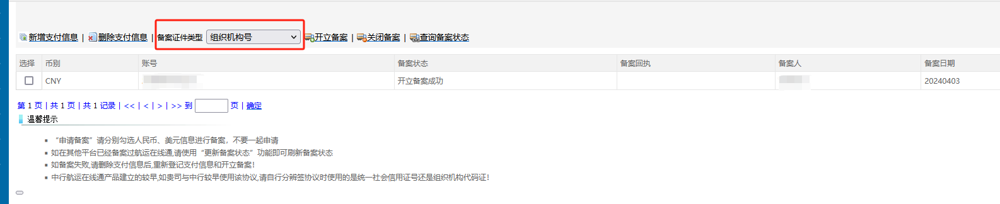 新增支付信息 | 删除支付信息 | 备案证件类型 组织机构号 开立备案 | 关闭备案 | 查询备案状态
选择 币别 账号 备案状态 备案回执 备案人 备案日期
CNY 开立备案成功 20240403
第 1 页 | 共 1 页 | 共 1 记录 | << | < | > | >> 到 页 | 确定
温馨提示
“申请备案”请分别勾选人民币、美元信息进行备案，不要一起申请
如在其他平台已经备案过航运在线通,请使用“更新备案状态”功能即可刷新备案状态
如备案失败,请删除支付信息后,重新登记支付信息和开立备案！
中行航运在线通产品建立的较早,如贵司与中行较早使用该协议,请自行分辨签协议时使用的是统一社会信用证号还是组织机构代码证！